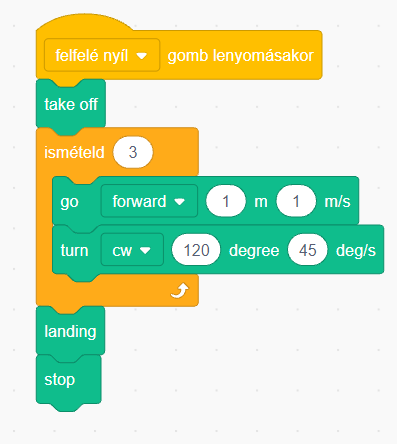 felfelé nyíl gomb lenyomásakor
take off
ismételd 3
go forward 1 m 1 m/s
turn cw 120 degree 45 deg/s
landing
stop